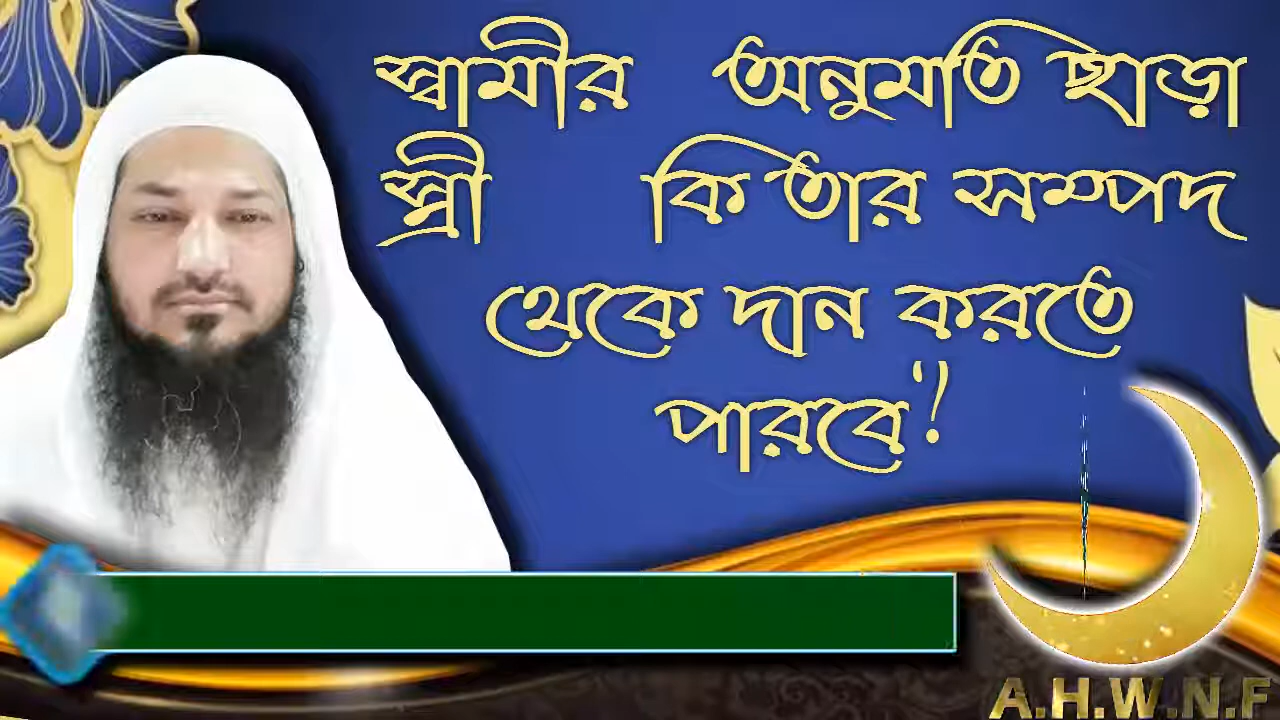 স্বামীর অনুমতি ছাড়া
স্ত্রী কি তার সম্পদ
থেকে দান করতে
পারবে?
A.H.W.N.F